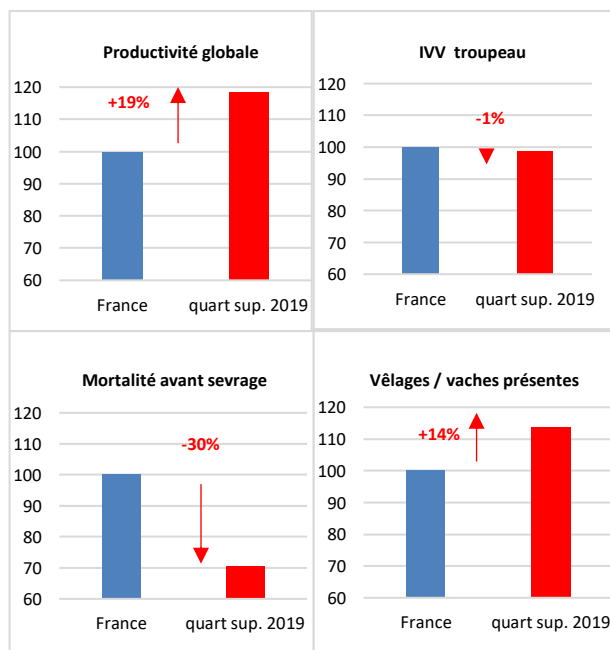 Productivité globale
120
110
100
90
80
70
60
+19%
France
quart sup. 2019
IVV troupeau
120
110
100
90
80
70
60
-1%
France
quart sup. 2019
Mortalité avant sevrage
120
110
100
90
80
70
60
-30%
France
quart sup. 2019
Vêlages / vaches présentes
120
110
100
90
80
70
60
+14%
France
quart sup. 2019